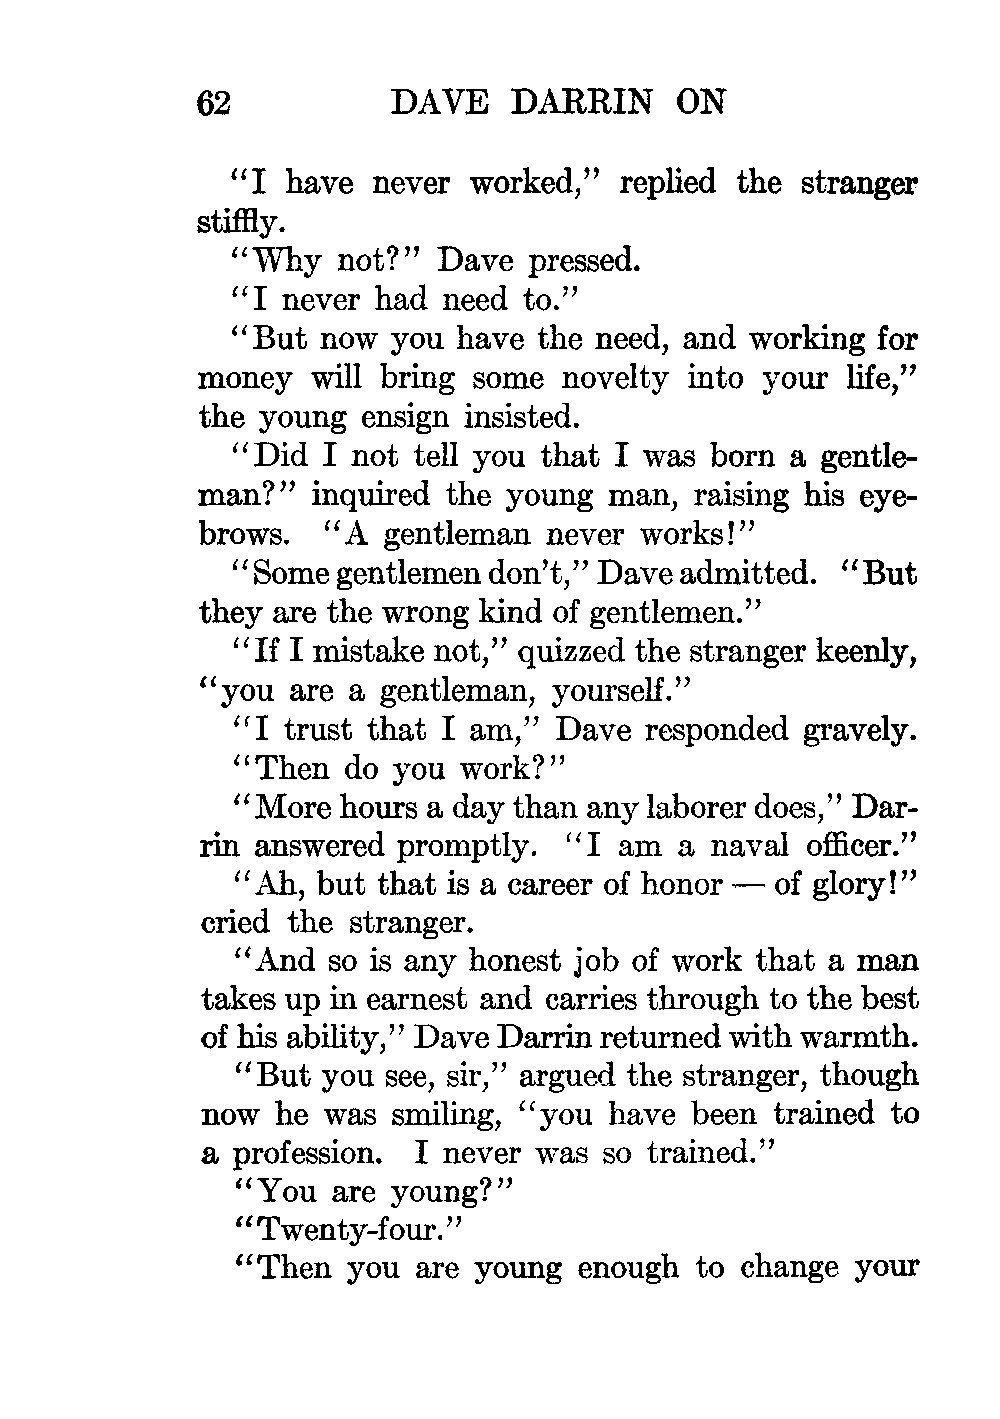 62 DAVE DARRIN ON
“I have never worked,” replied the stranger
stiffly.
“Why not?” Dave pressed.
“I never had need to.”
“But now you have the need, and working for
money will bring some novelty into your life,”
the young ensign insisted.
“Did I not tell you that I was born a gentle-
man?” inquired the young man, raising his eye-
brows. “A gentleman never works!”
“Some gentlemen don’t,” Dave admitted. “But
they are the wrong kind of gentlemen.”
“If I mistake not,” quizzed the stranger keenly,
“you are a gentleman, yourself.”
“I trust that I am,” Dave responded gravely.
“Then do you work?”
“More hours a day than any laborer does,” Dar-
rin answered promptly. “I am a naval officer.”
“Ah, but that is a career of honor — of glory!”
cried the stranger.
“And so is any honest job of work that a man
takes up in earnest and carries through to the best
of his ability,” Dave Darrin returned with warmth.
“But you see, sir,” argued the stranger, though
now he was smiling, “you have been trained to
a profession. I never was so trained.”
“You are young?”
“Twenty-four.”
“Then you are young enough to change your